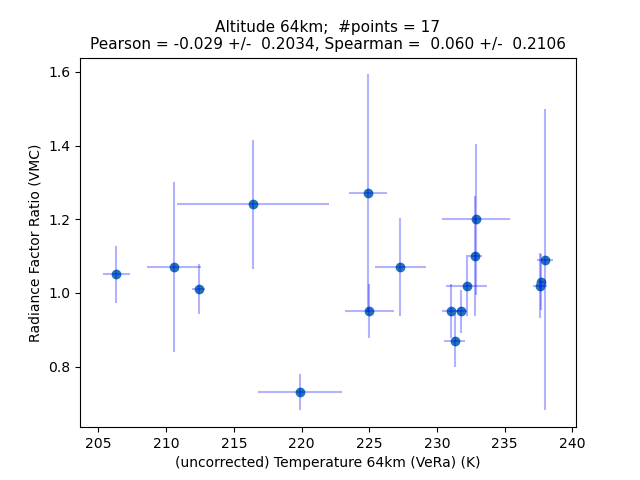 Altitude 64km;  #points = 17
Pearson = -0.029 +/-  0.2034, Spearman =  0.060 +/-  0.2106
1.6
1.4
1.2
1.0
0.8
Radiance Factor Ratio (VMC)
205 210 215 220 225 230 235 240
(uncorrected) Temperature 64km (VeRa) (K)